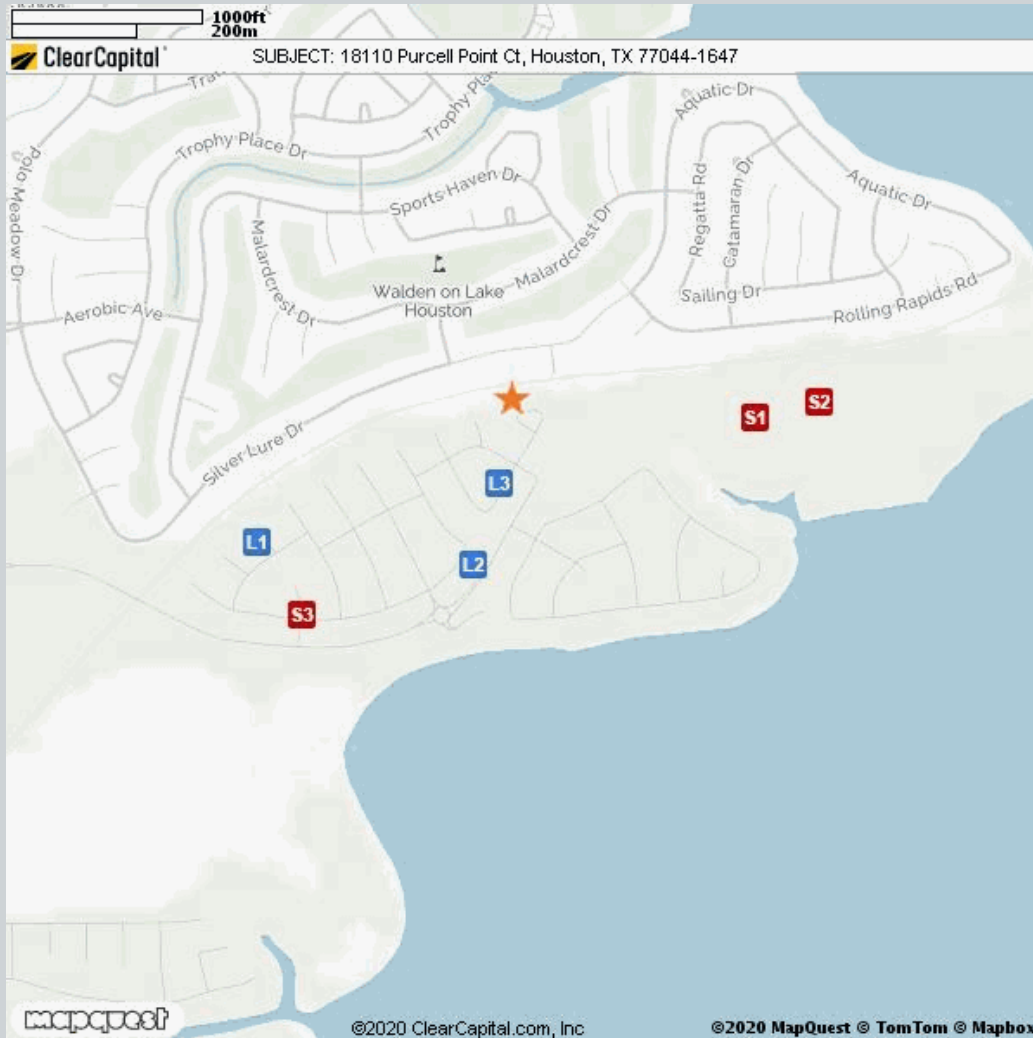 1000ft
200m
ClearCapital
SUBJECT: 18110 Purcell Point Ct, Houston, TX 77044-1647
Aquatic Dr
Trophy Place Dr
Polo Meadow Dr
Sports Haven Dr
Regatta Rd
Catamaran Dr
Aquatic Dr
Malardcrest Dr
Malardcrest Dr
Walden on Lake
Houston
Sailing Dr
Rolling Rapids Rd
Aerobic Ave
Silver Lure Dr
S1
S2
L3
L1
L2
S3
mapquest
©2020 ClearCapital.com, Inc
©2020 MapQuest © TomTom © Mapbox